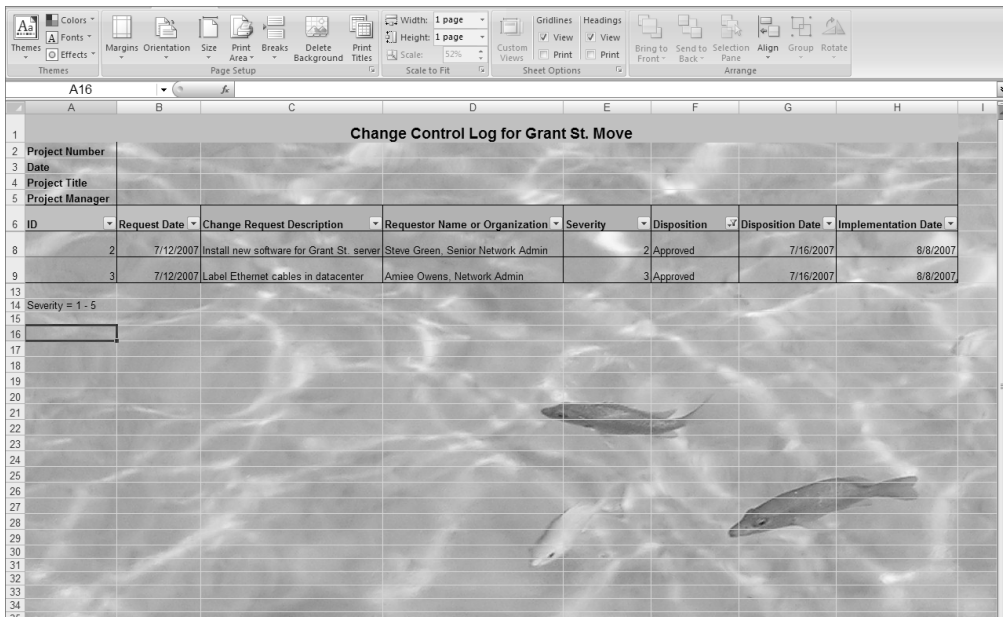 Themes
Colors
Fonts
Effects
Themes
Margins
Orientation
Size
Print Area
Breaks
Delete Background
Print Titles
Page Setup
Width: 1 page
Height: 1 page
Scale: 52%
Scale to Fit
Custom Views
Gridlines
View
Print
Headings
View
Print
Sheet Options
Bring to Front
Send to Back
Selection Pane
Align
Group
Rotate
Arrange
A16 fx
A B C D E F G H I
1 Change Control Log for Grant St. Move
2 Project Number
3 Date
4 Project Title
5 Project Manager
6 ID Request Date Change Request Description Requestor Name or Organization Severity Disposition Disposition Date Implementation Date
8 2 7/12/2007 Install new software for Grant St. server Steve Green, Senior Network Admin 2 Approved 7/16/2007 8/8/2007
9 3 7/12/2007 Label Ethernet cables in datacenter Amiee Owens, Network Admin 3 Approved 7/16/2007 8/8/2007
13
14 Severity = 1 - 5
15
16
17
18
19
20
21
22
23
24
25
26
27
28
29
30
31
32
33
34